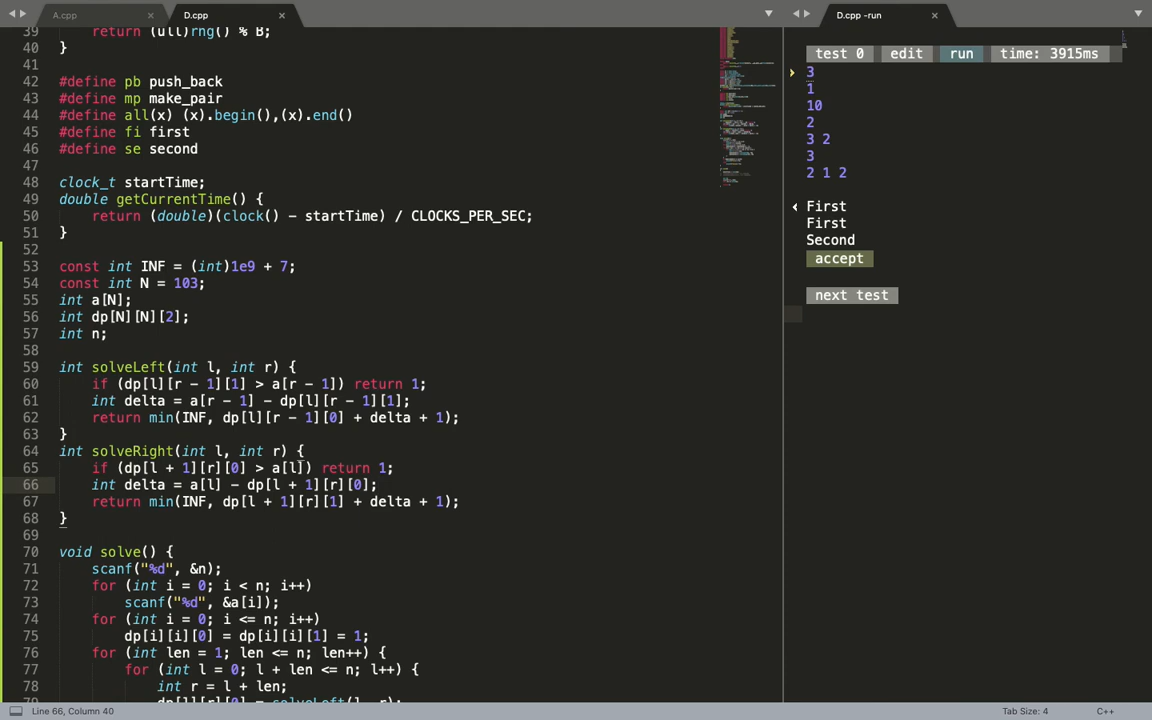 A.cpp
D.cpp
D.cpp -run
39 return (ull)rng() % B;
40 }
41
42 #define pb push_back
43 #define mp make_pair
44 #define all(x) (x).begin(),(x).end()
45 #define fi first
46 #define se second
47
48 clock_t startTime;
49 double getCurrentTime() {
50 return (double)(clock() - startTime) / CLOCKS_PER_SEC;
51 }
52
53 const int INF = (int)1e9 + 7;
54 const int N = 103;
55 int a[N];
56 int dp[N][N][2];
57 int n;
58
59 int solveLeft(int l, int r) {
60 if (dp[l][r - 1][1] > a[r - 1]) return 1;
61 int delta = a[r - 1] - dp[l][r - 1][1];
62 return min(INF, dp[l][r - 1][0] + delta + 1);
63 }
64 int solveRight(int l, int r) {
65 if (dp[l + 1][r][0] > a[l]) return 1;
66 int delta = a[l] - dp[l + 1][r][0];
67 return min(INF, dp[l + 1][r][1] + delta + 1);
68 }
69
70 void solve() {
71 scanf("%d", &n);
72 for (int i = 0; i < n; i++)
73 scanf("%d", &a[i]);
74 for (int i = 0; i <= n; i++)
75 dp[i][i][0] = dp[i][i][1] = 1;
76 for (int len = 1; len <= n; len++) {
77 for (int l = 0; l + len <= n; l++) {
78 int r = l + len;
79 dp[l][r][0] = solveLeft(l, r);
test 0 edit run time: 3915ms
3
1
10
2
3 2
3
2 1 2
First
First
Second
accept
next test
Line 66, Column 40
Tab Size: 4
C++